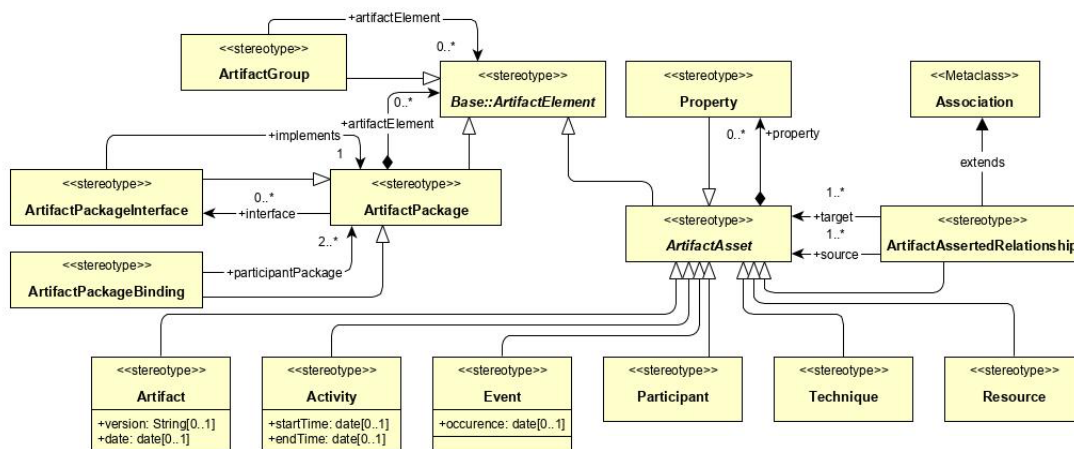 +artifactElement
0..*
<<stereotype>>
ArtifactGroup
<<stereotype>>
Base::ArtifactElement
<<stereotype>>
Property
<<Metaclass>>
Association
0..*
+artifactElement
+implements
1
0..*
+property
extends
<<stereotype>>
ArtifactPackageInterface
0..*
+interface
<<stereotype>>
ArtifactPackage
<<stereotype>>
ArtifactAsset
1..*
+target
1..*
+source
<<stereotype>>
ArtifactAssertedRelationship
2..*
+participantPackage
<<stereotype>>
ArtifactPackageBinding
<<stereotype>>
Artifact
+version: String[0..1]
+date: date[0..1]
<<stereotype>>
Activity
+startTime: date[0..1]
+endTime: date[0..1]
<<stereotype>>
Event
+occurence: date[0..1]
<<stereotype>>
Participant
<<stereotype>>
Technique
<<stereotype>>
Resource